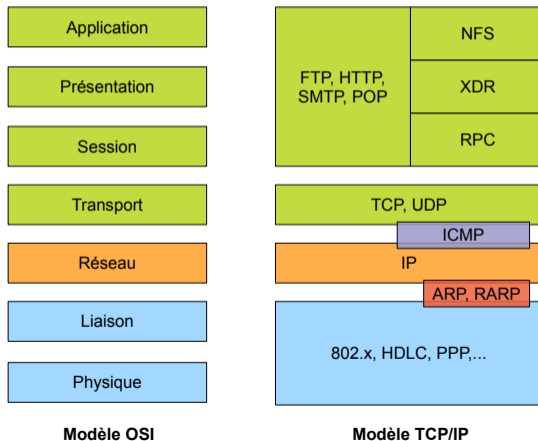 Application
Présentation
Session
Transport
Réseau
Liaison
Physique
Modèle OSI
FTP, HTTP,
SMTP, POP
NFS
XDR
RPC
TCP, UDP
ICMP
IP
ARP, RARP
802.x, HDLC, PPP,...
Modèle TCP/IP